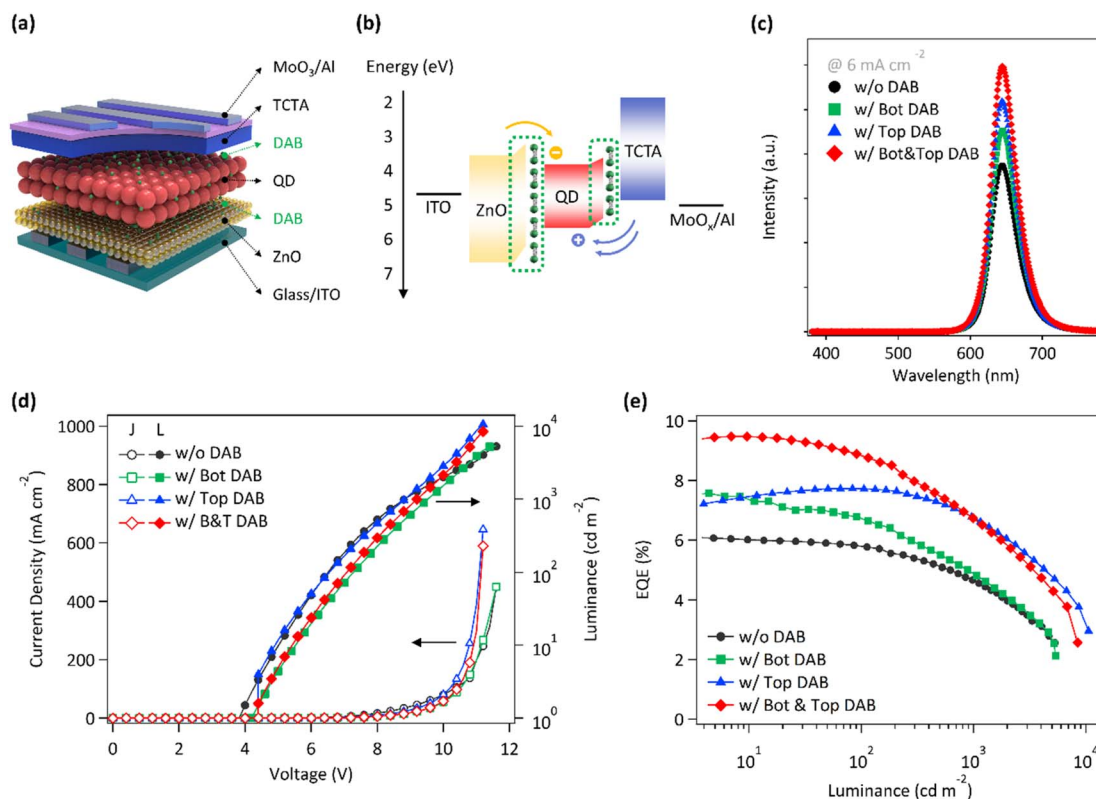 (a)
MoO3/Al
TCTA
DAB
QD
DAB
ZnO
Glass/ITO
(b)
Energy (eV)
2
3
4
5
6
7
ITO
ZnO
QD
TCTA
MoOx/Al
(c)
@ 6 mA cm-2
w/o DAB
w/ Bot DAB
w/ Top DAB
w/ Bot&Top DAB
Intensity (a.u.)
400 500 600 700
Wavelength (nm)
(d)
J L
w/o DAB
w/ Bot DAB
w/ Top DAB
w/ B&T DAB
Current Density (mA cm-2)
1000
800
600
400
200
0
Luminance (cd m-2)
10^4
10^3
10^2
10^1
10^0
0 2 4 6 8 10 12
Voltage (V)
(e)
EQE (%)
10
8
6
4
2
0
w/o DAB
w/ Bot DAB
w/ Top DAB
w/ Bot & Top DAB
10^1 10^2 10^3 10^4
Luminance (cd m-2)